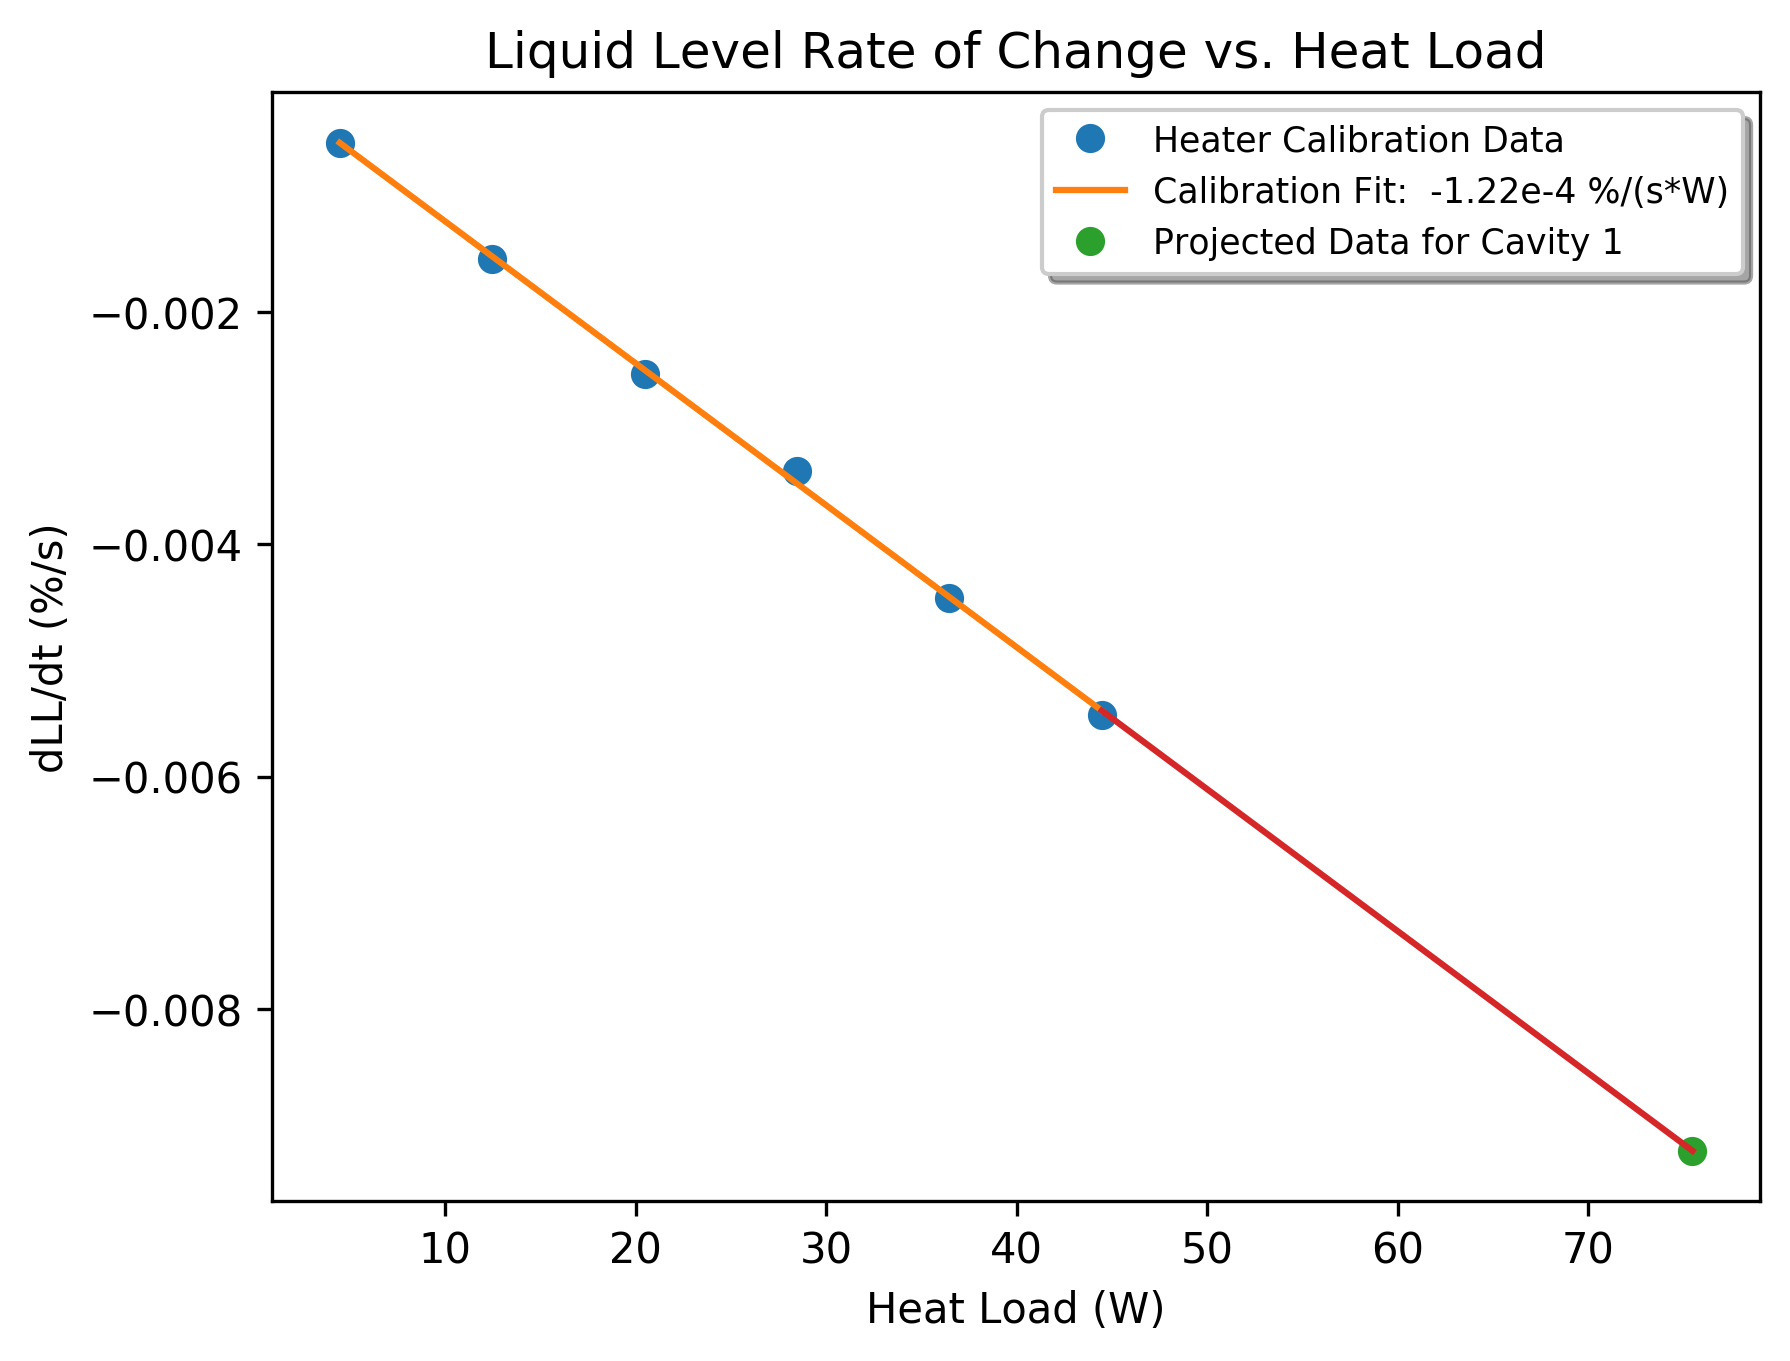 Liquid Level Rate of Change vs. Heat Load
Heater Calibration Data
Calibration Fit:  -1.22e-4 %/(s*W)
Projected Data for Cavity 1
dLL/dt (%/s)
−0.002
−0.004
−0.006
−0.008
10 20 30 40 50 60 70
Heat Load (W)